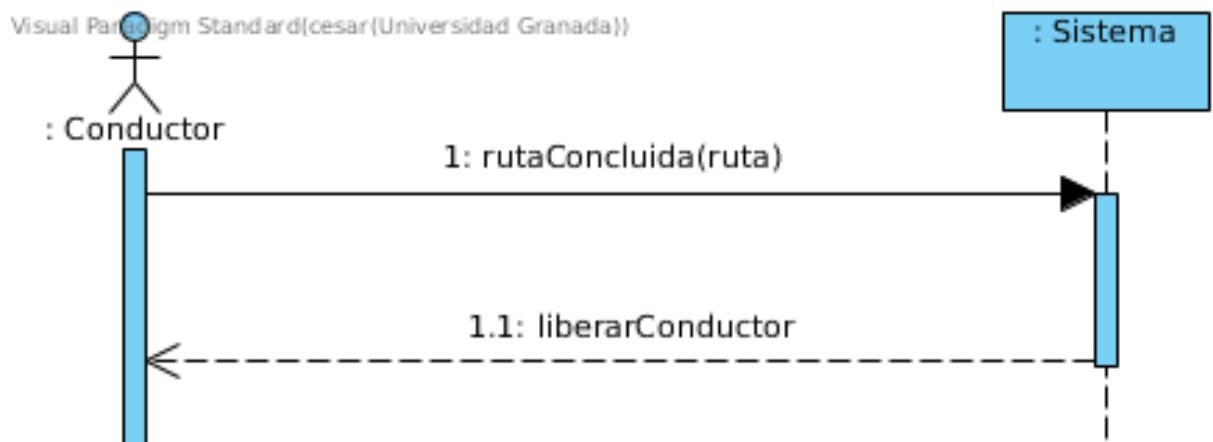 Visual Paradigm Standard(cesar(Universidad Granada))
: Sistema
: Conductor
1: rutaConcluida(ruta)
1.1: liberarConductor